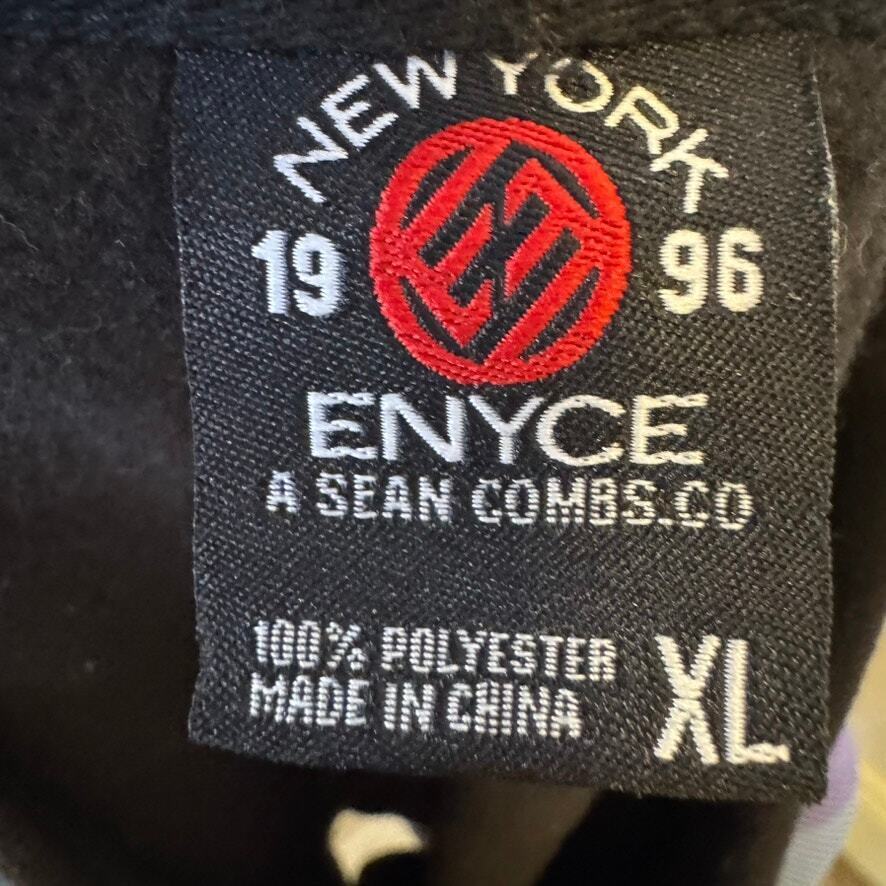 NEW YORK
19 96
ENYCE
A SEAN COMBS.CO
100% POLYESTER
MADE IN CHINA
XL